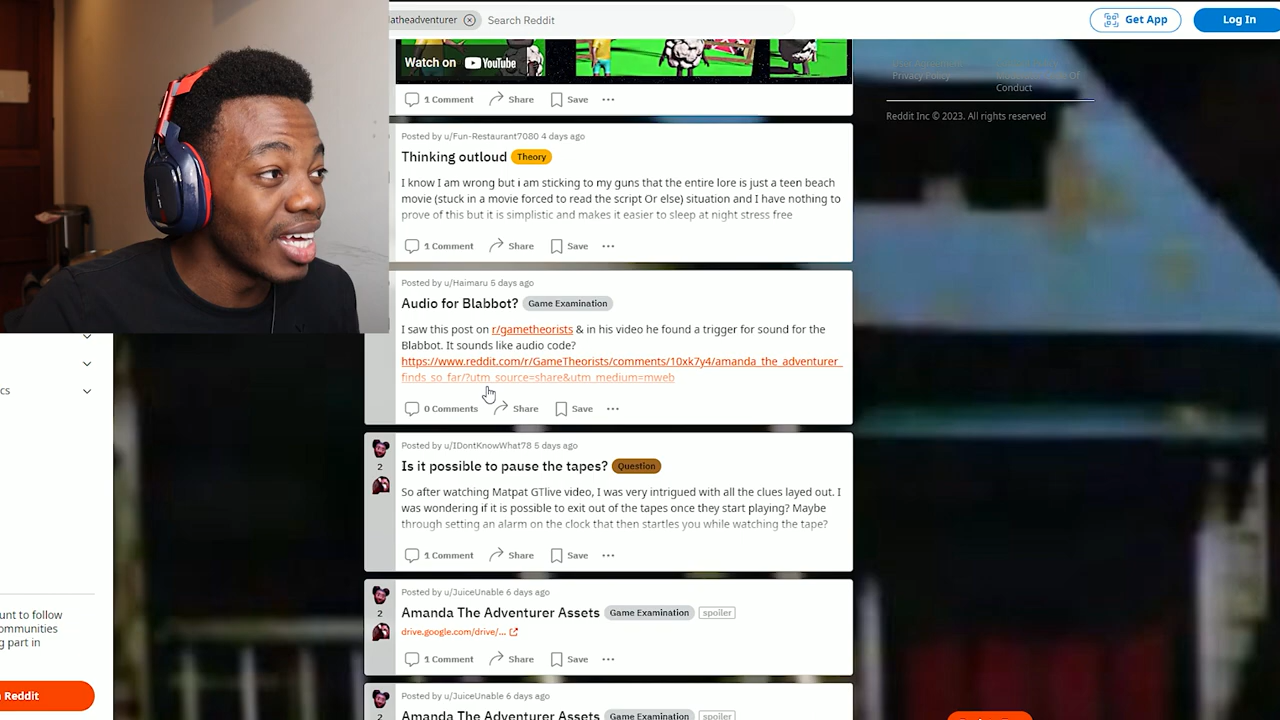 atheadventurer
Search Reddit
Get App
Log In
Watch on YouTube
1 Comment Share Save
Privacy Policy
Conduct
Reddit Inc © 2023. All rights reserved
Posted by u/Fun-Restaurant7080 4 days ago
Thinking outloud Theory
I know I am wrong but i am sticking to my guns that the entire lore is just a teen beach
movie (stuck in a movie forced to read the script Or else) situation and I have nothing to
prove of this but it is simplistic and makes it easier to sleep at night stress free
1 Comment Share Save
Posted by u/Haimaru 5 days ago
Audio for Blabbot? Game Examination
I saw this post on r/gametheorists & in his video he found a trigger for sound for the
Blabbot. It sounds like audio code?
https://www.reddit.com/r/GameTheorists/comments/10xk7y4/amanda_the_adventurer_
finds_so_far/?utm_source=share&utm_medium=mweb
0 Comments Share Save
cs
Posted by u/IDontKnowWhat78 5 days ago
2
Is it possible to pause the tapes? Question
So after watching Matpat GTlive video, I was very intrigued with all the clues layed out. I
was wondering if it is possible to exit out of the tapes once they start playing? Maybe
through setting an alarm on the clock that then startles you while watching the tape?
1 Comment Share Save
Posted by u/JuiceUnable 6 days ago
2
Amanda The Adventurer Assets Game Examination spoiler
drive.google.com/drive/...
1 Comment Share Save
unt to follow
ommunities
g part in
n Reddit
Posted by u/JuiceUnable 6 days ago
2
Amanda The Adventurer Assets Game Examination spoiler